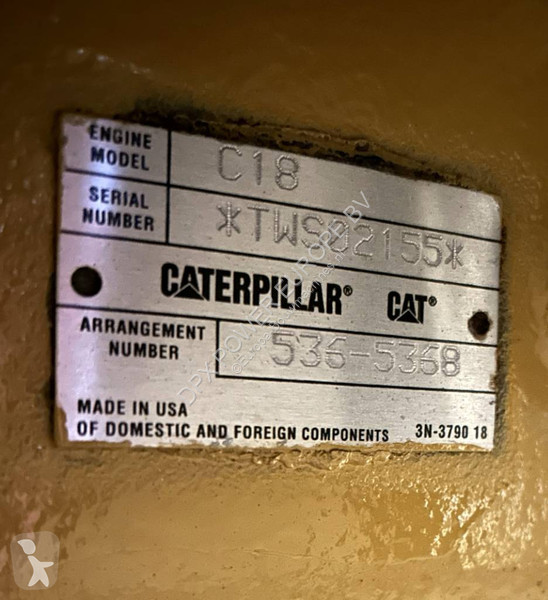 ENGINE MODEL C18
SERIAL NUMBER *TWS02155*
CATERPILLAR® CAT®
ARRANGEMENT NUMBER 536-5368
MADE IN USA
OF DOMESTIC AND FOREIGN COMPONENTS 3N-3790 18